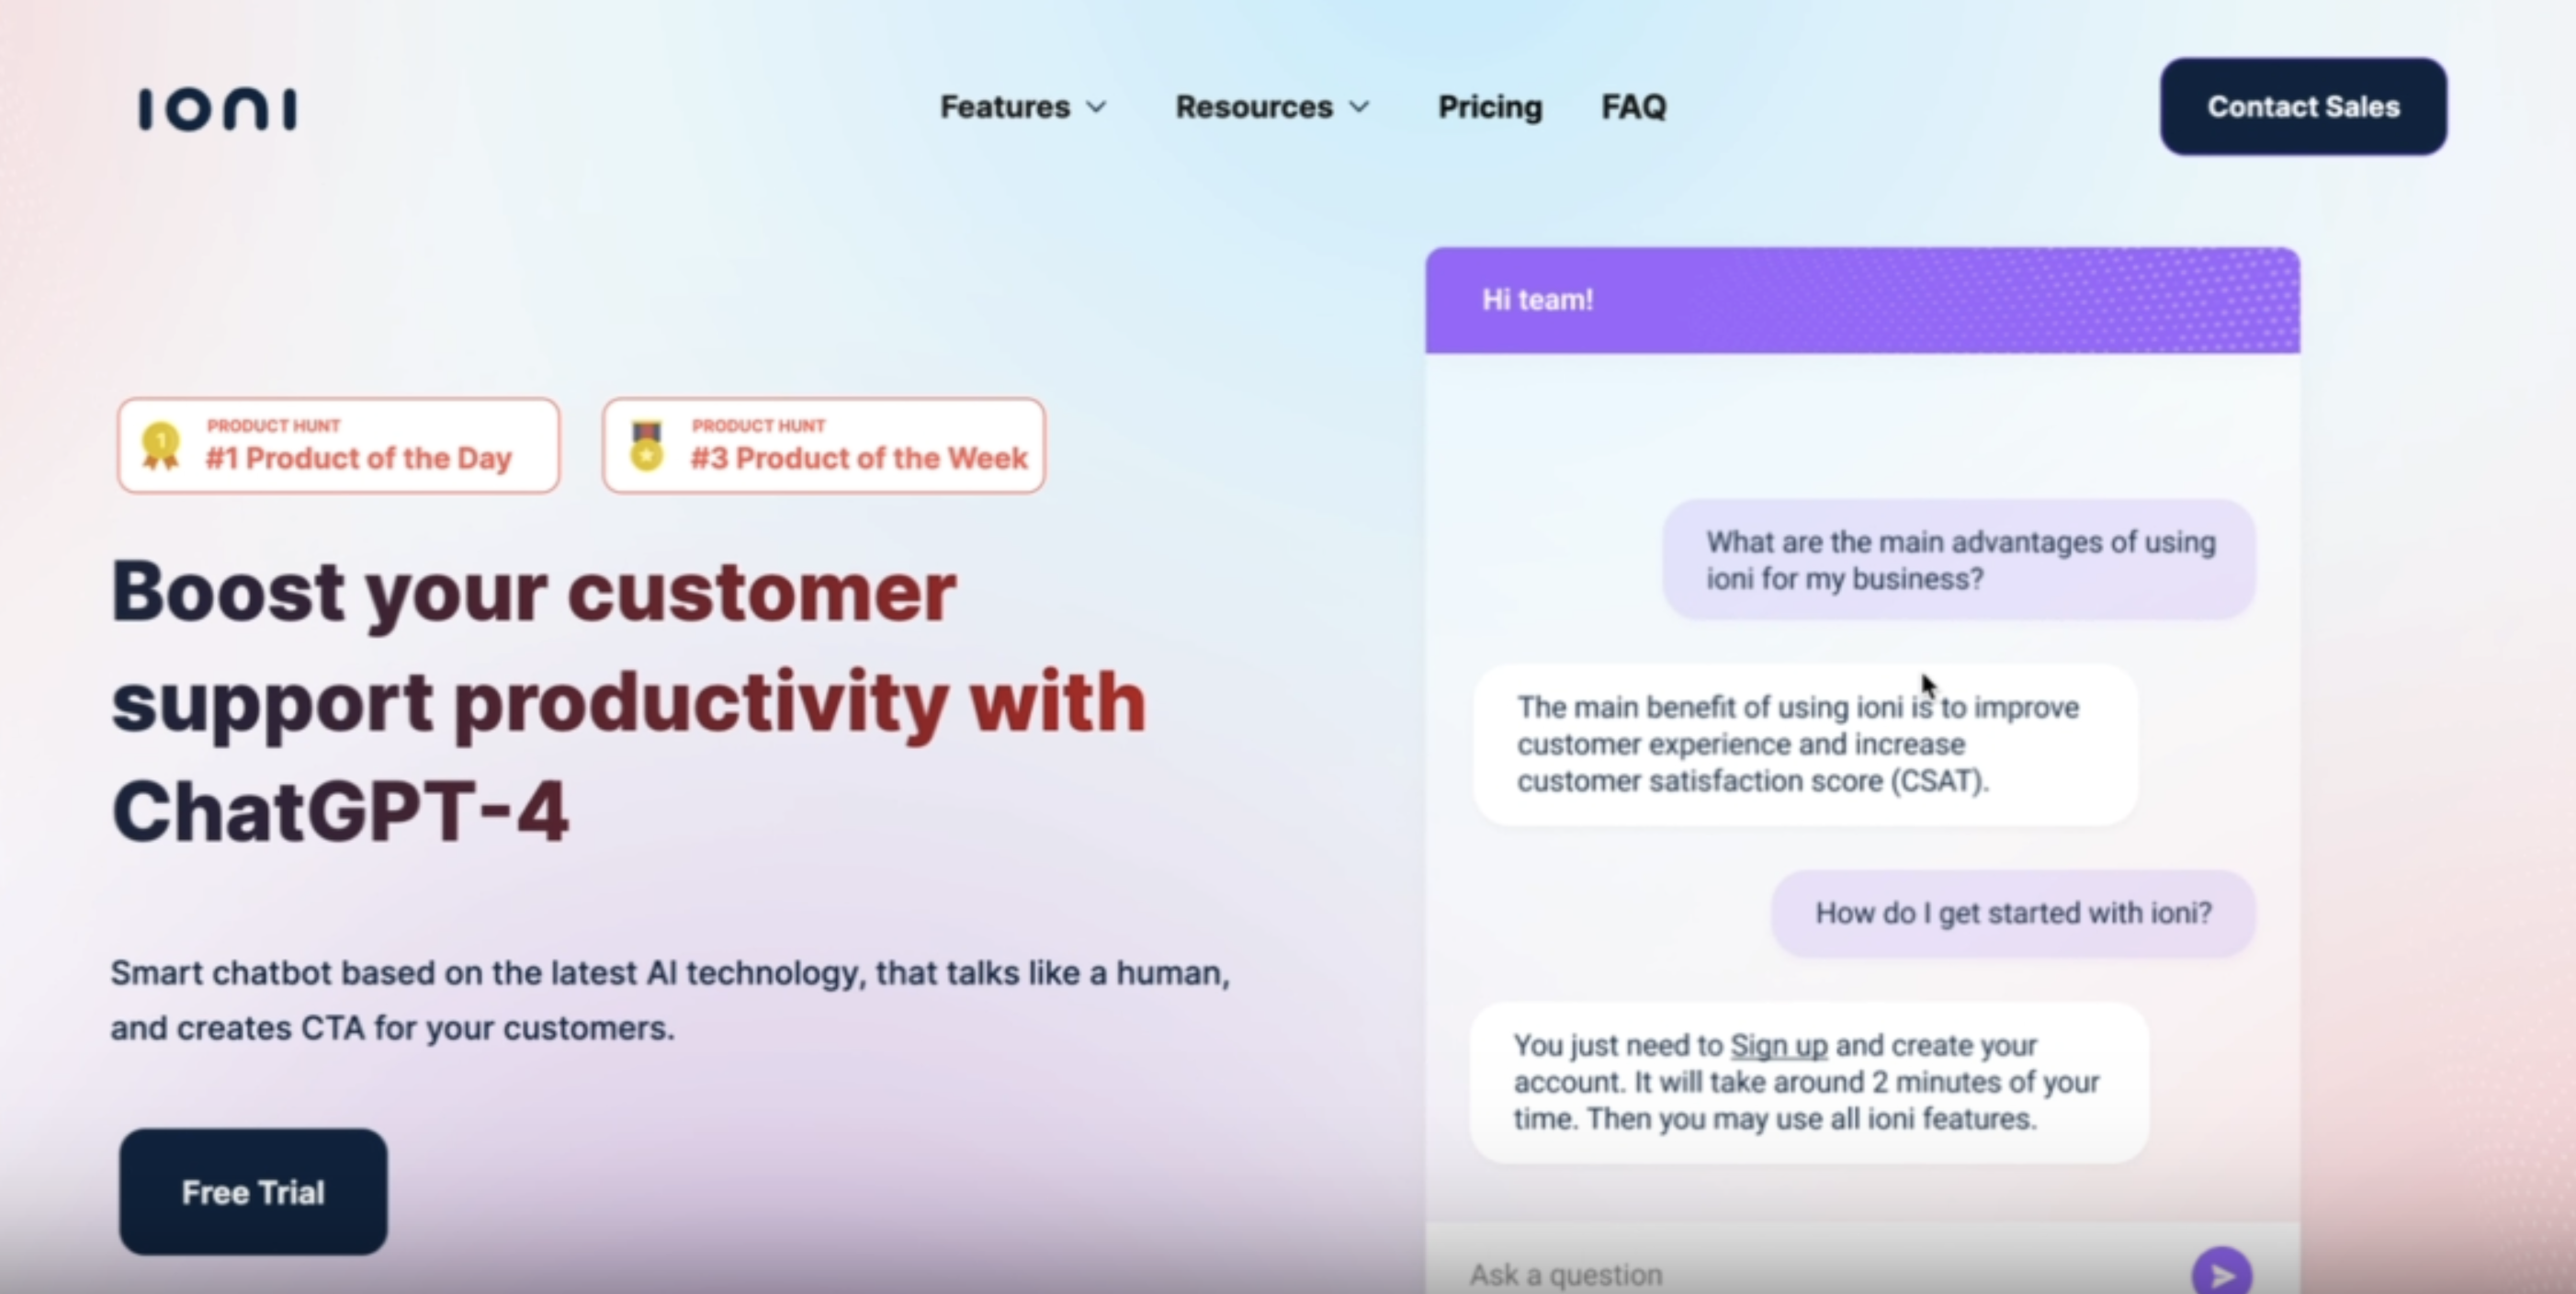 ioni
Features
Resources
Pricing
FAQ
Contact Sales
PRODUCT HUNT
#1 Product of the Day
1
PRODUCT HUNT
#3 Product of the Week
Boost your customer
support productivity with
ChatGPT-4
Smart chatbot based on the latest AI technology, that talks like a human,
and creates CTA for your customers.
Free Trial
Hi team!
What are the main advantages of using
ioni for my business?
The main benefit of using ioni is to improve
customer experience and increase
customer satisfaction score (CSAT).
How do I get started with ioni?
You just need to Sign up and create your
account. It will take around 2 minutes of your
time. Then you may use all ioni features.
Ask a question